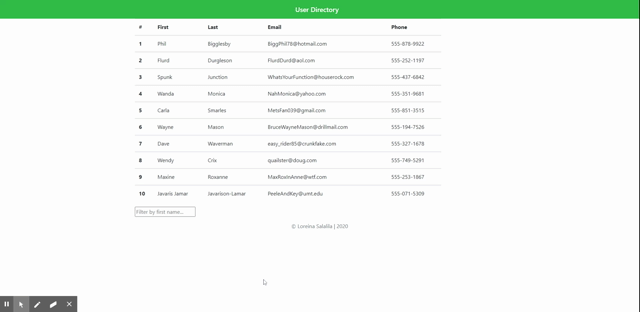 User Directory
# First Last Email Phone
1 Phil Bigglesby BiggPhil78@hotmail.com 555-878-9922
2 Flurd Durgleson FlurdDurd@aol.com 555-252-1197
3 Spunk Junction WhatsYourFunction@houserock.com 555-437-6842
4 Wanda Monica NahMonica@yahoo.com 555-351-9681
5 Carla Smarles MetsFan039@gmail.com 555-851-3515
6 Wayne Mason BruceWayneMason@drillmail.com 555-194-7526
7 Dave Waverman easy_rider85@crunkfake.com 555-327-1678
8 Wendy Crix quailster@doug.com 555-749-5291
9 Maxine Roxanne MaxRoxInAnne@wtf.com 555-253-1867
10 Javaris Jamar Javarison-Lamar PeeleAndKey@umt.edu 555-071-5309
Filter by first name...
© Loreina Salalila | 2020